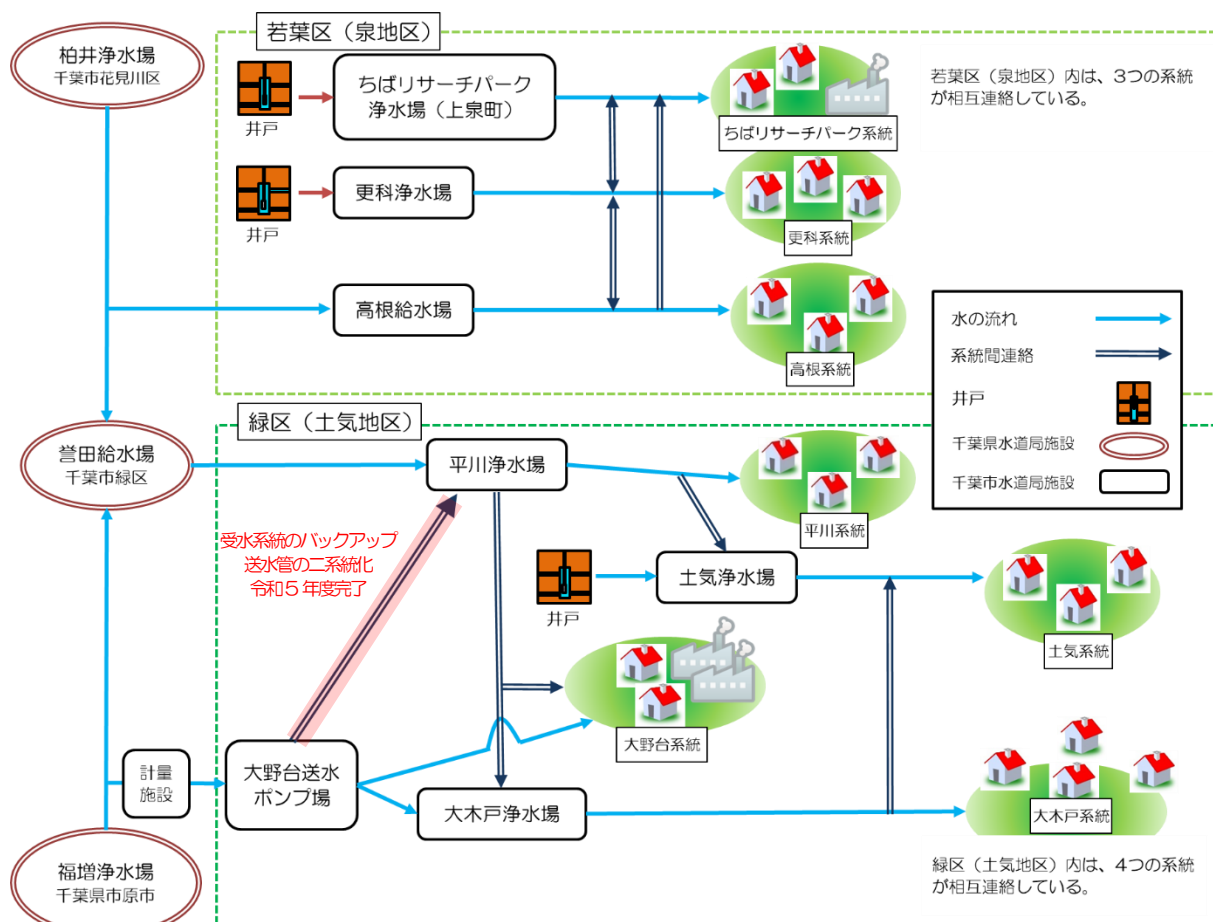 柏井浄水場
千葉市花見川区
若葉区（泉地区）
井戸
ちばリサーチパーク
浄水場（上泉町）
ちばリサーチパーク系統
若葉区（泉地区）内は、3つの系統
が相互連絡している。
井戸
更科浄水場
更科系統
高根給水場
高根系統
水の流れ
系統間連絡
井戸
千葉県水道局施設
千葉市水道局施設
誉田給水場
千葉市緑区
緑区（土気地区）
平川浄水場
平川系統
受水系統のバックアップ
送水管の二系統化
令和5年度完了
井戸
土気浄水場
土気系統
大野台系統
計量
施設
大野台送水
ポンプ場
大木戸浄水場
大木戸系統
福増浄水場
千葉県市原市
緑区（土気地区）内は、4つの系統
が相互連絡している。